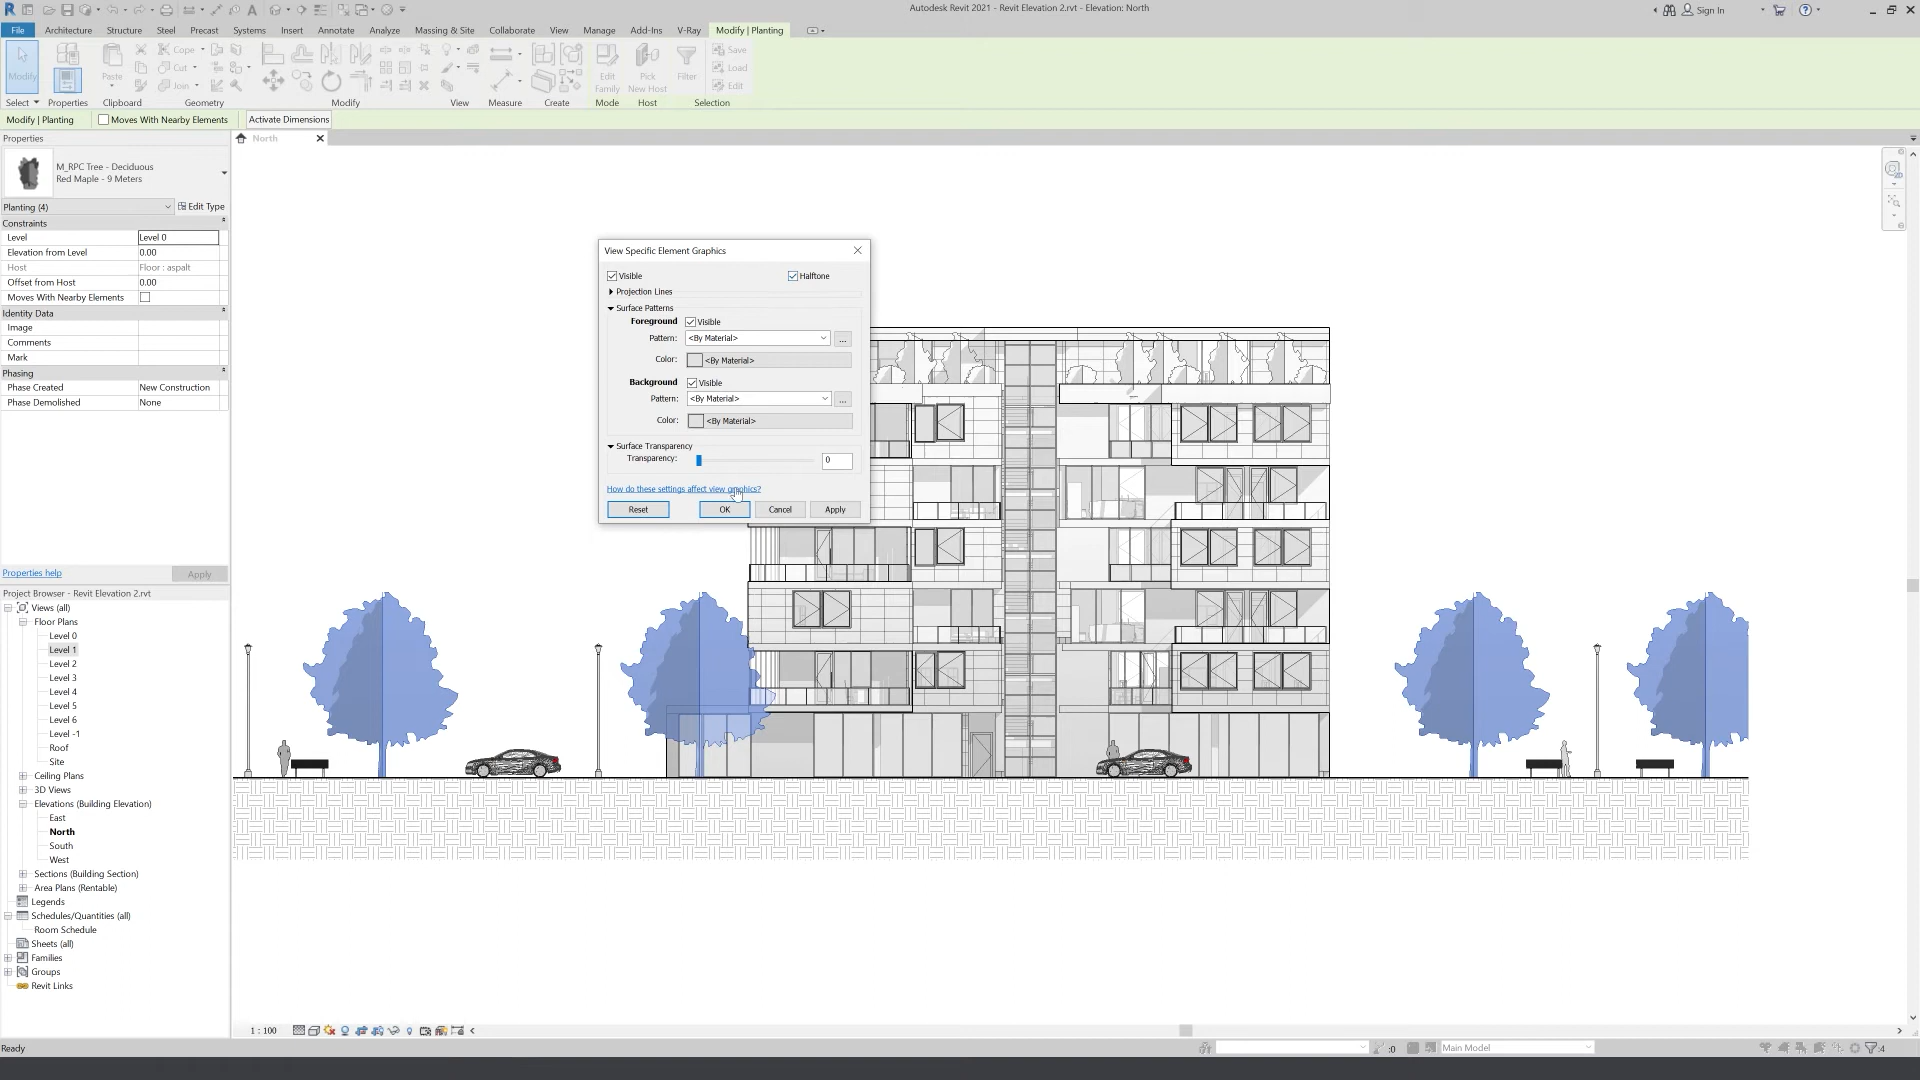 Autodesk Revit 2021 - Revit Elevation 2.rvt - Elevation: North
Sign In
File Architecture Structure Steel Precast Systems Insert Annotate Analyze Massing & Site Collaborate View Manage Add-Ins V-Ray Modify | Planting
Modify
Paste
Cope
Cut
Join
Edit Family
Pick New Host
Filter
Save
Load
Edit
Select Properties Clipboard Geometry Modify View Measure Create Mode Host Selection
Modify | Planting Moves With Nearby Elements Activate Dimensions
Properties
North
M_RPC Tree - Deciduous
Red Maple - 9 Meters
Planting (4) Edit Type
Constraints
Level Level 0
Elevation from Level 0.00
Host Floor : aspalt
Offset from Host 0.00
Moves With Nearby Elements
Identity Data
Image
Comments
Mark
Phasing
Phase Created New Construction
Phase Demolished None
Properties help Apply
Project Browser - Revit Elevation 2.rvt
Views (all)
Floor Plans
Level 0
Level 1
Level 2
Level 3
Level 4
Level 5
Level 6
Level -1
Roof
Site
Ceiling Plans
3D Views
Elevations (Building Elevation)
East
North
South
West
Sections (Building Section)
Area Plans (Rentable)
Legends
Schedules/Quantities (all)
Room Schedule
Sheets (all)
Families
Groups
Revit Links
View Specific Element Graphics
Visible Halftone
Projection Lines
Surface Patterns
Foreground Visible
Pattern: <By Material> ...
Color: <By Material>
Background Visible
Pattern: <By Material> ...
Color: <By Material>
Surface Transparency
Transparency: 0
How do these settings affect view graphics?
Reset OK Cancel Apply
1 : 100
Ready
:0
Main Model
:4